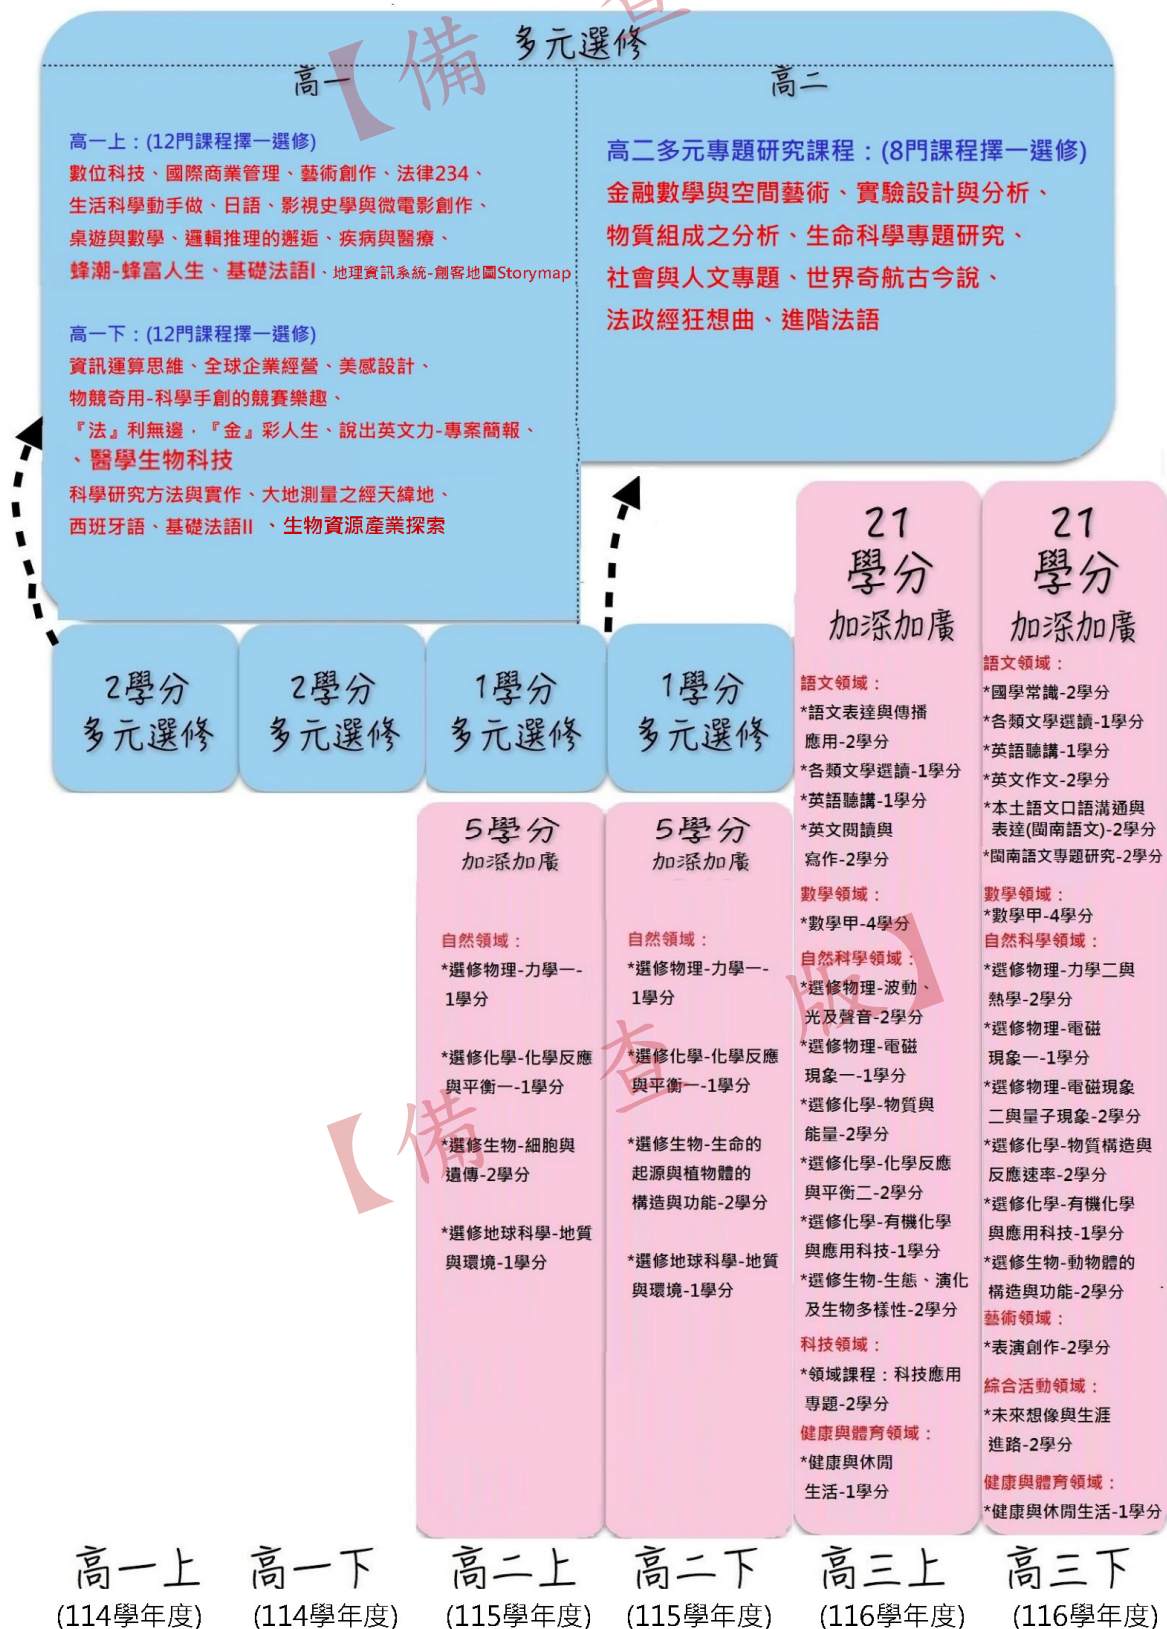 多元選修
高一
高一上：(12門課程擇一選修)
數位科技、國際商業管理、藝術創作、法律234、
生活科學動手做、日語、影視史學與微電影創作、
桌遊與數學、邏輯推理的邂逅、疾病與醫療、
蜂潮-蜂富人生、基礎法語I、地理資訊系統-創客地圖Storymap
高一下：(12門課程擇一選修)
資訊運算思維、全球企業經營、美感設計、
物競奇用-科學手創的競賽樂趣、
『法』利無邊，『金』彩人生、說出英文力-專案簡報、
、醫學生物科技
科學研究方法與實作、大地測量之經天緯地、
西班牙語、基礎法語II 、生物資源產業探索
高二
高二多元專題研究課程：(8門課程擇一選修)
金融數學與空間藝術、實驗設計與分析、
物質組成之分析、生命科學專題研究、
社會與人文專題、世界奇航古今說、
法政經狂想曲、進階法語
2學分
多元選修
2學分
多元選修
1學分
多元選修
1學分
多元選修
5學分
加深加廣
自然領域：
*選修物理-力學一-
1學分
*選修化學-化學反應
與平衡一-1學分
*選修生物-細胞與
遺傳-2學分
*選修地球科學-地質
與環境-1學分
5學分
加深加廣
自然領域：
*選修物理-力學一-
1學分
*選修化學-化學反應
與平衡一-1學分
*選修生物-生命的
起源與植物體的
構造與功能-2學分
*選修地球科學-地質
與環境-1學分
21
學分
加深加廣
語文領域：
*語文表達與傳播
應用-2學分
*各類文學選讀-1學分
*英語聽講-1學分
*英文閱讀與
寫作-2學分
數學領域：
*數學甲-4學分
自然科學領域：
*選修物理-波動、
光及聲音-2學分
*選修物理-電磁
現象一-1學分
*選修化學-物質與
能量-2學分
*選修化學-化學反應
與平衡二-2學分
*選修化學-有機化學
與應用科技-1學分
*選修生物-生態、演化
及生物多樣性-2學分
科技領域：
*領域課程：科技應用
專題-2學分
健康與體育領域：
*健康與休閒
生活-1學分
21
學分
加深加廣
語文領域：
*國學常識-2學分
*各類文學選讀-1學分
*英語聽講-1學分
*英文作文-2學分
*本土語文口語溝通與
表達(閩南語文)-2學分
*閩南語文專題研究-2學分
數學領域：
*數學甲-4學分
自然科學領域：
*選修物理-力學二與
熱學-2學分
*選修物理-電磁
現象一-1學分
*選修物理-電磁現象
二與量子現象-2學分
*選修化學-物質構造與
反應速率-2學分
*選修化學-有機化學
與應用科技-1學分
*選修生物-動物體的
構造與功能-2學分
藝術領域：
*表演創作-2學分
綜合活動領域：
*未來想像與生涯
進路-2學分
健康與體育領域：
*健康與休閒生活-1學分
高一上
(114學年度)
高一下
(114學年度)
高二上
(115學年度)
高二下
(115學年度)
高三上
(116學年度)
高三下
(116學年度)
【備查
【備查版】